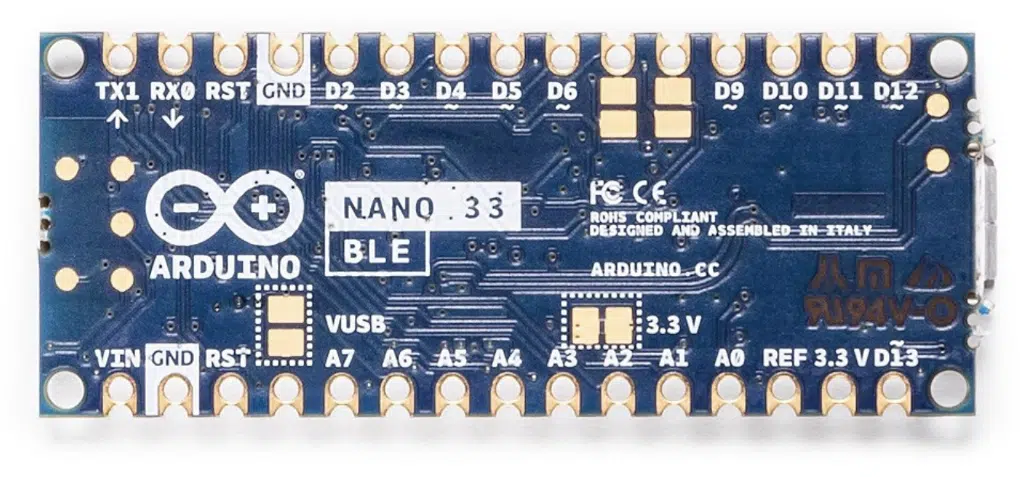 TX1 RX0 RST GND D2 D3 D4 D5 D6 D9 D10 D11 D12
~ ~ ~ ~ ~ ~ ~ ~ ~
↑ ↓
®
NANO 33
BLE
ARDUINO
FC CE
ROHS COMPLIANT
DESIGNED AND ASSEMBLED IN ITALY
ARDUINO.CC
94V-0
VUSB
3.3 V
~
VIN GND RST A7 A6 A5 A4 A3 A2 A1 A0 REF 3.3 V D13